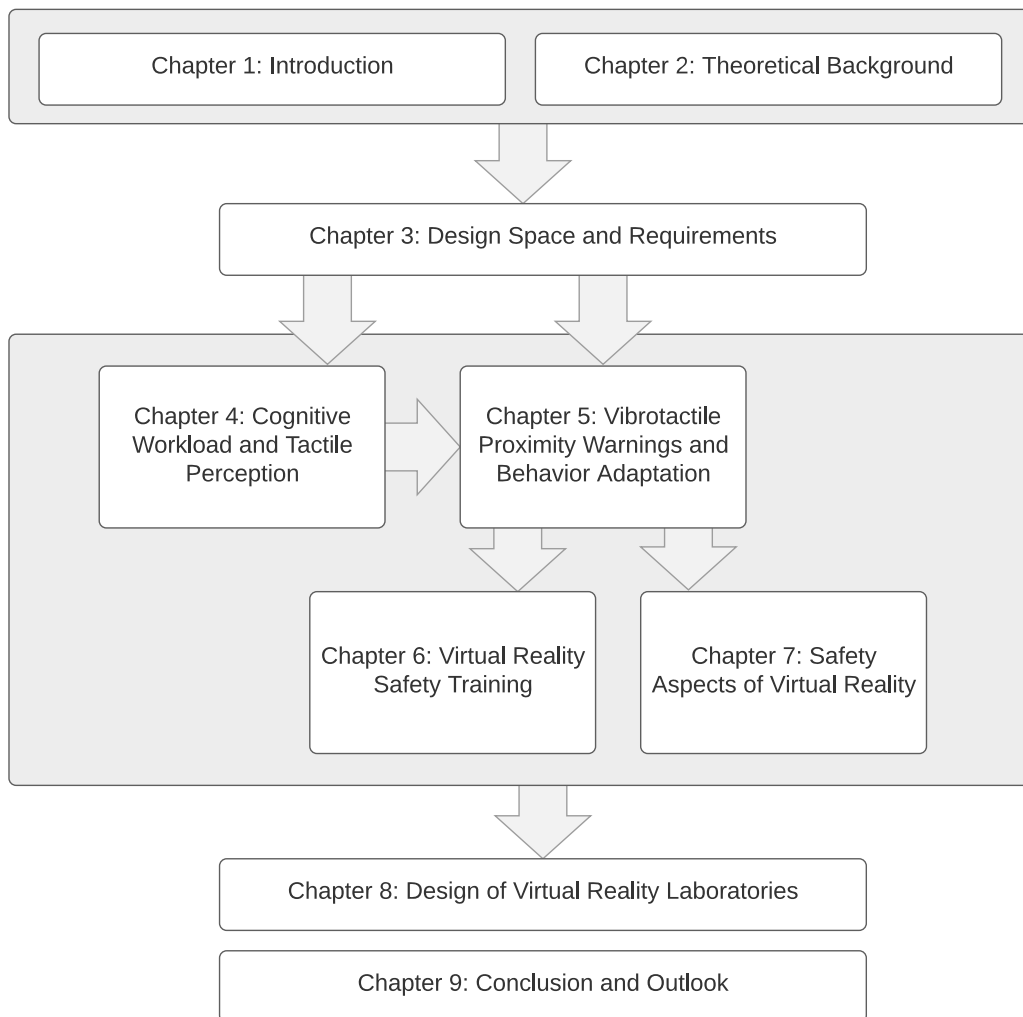 Chapter 1: Introduction
Chapter 2: Theoretical Background
Chapter 3: Design Space and Requirements
Chapter 4: Cognitive
Workload and Tactile
Perception
Chapter 5: Vibrotactile
Proximity Warnings and
Behavior Adaptation
Chapter 6: Virtual Reality
Safety Training
Chapter 7: Safety
Aspects of Virtual Reality
Chapter 8: Design of Virtual Reality Laboratories
Chapter 9: Conclusion and Outlook